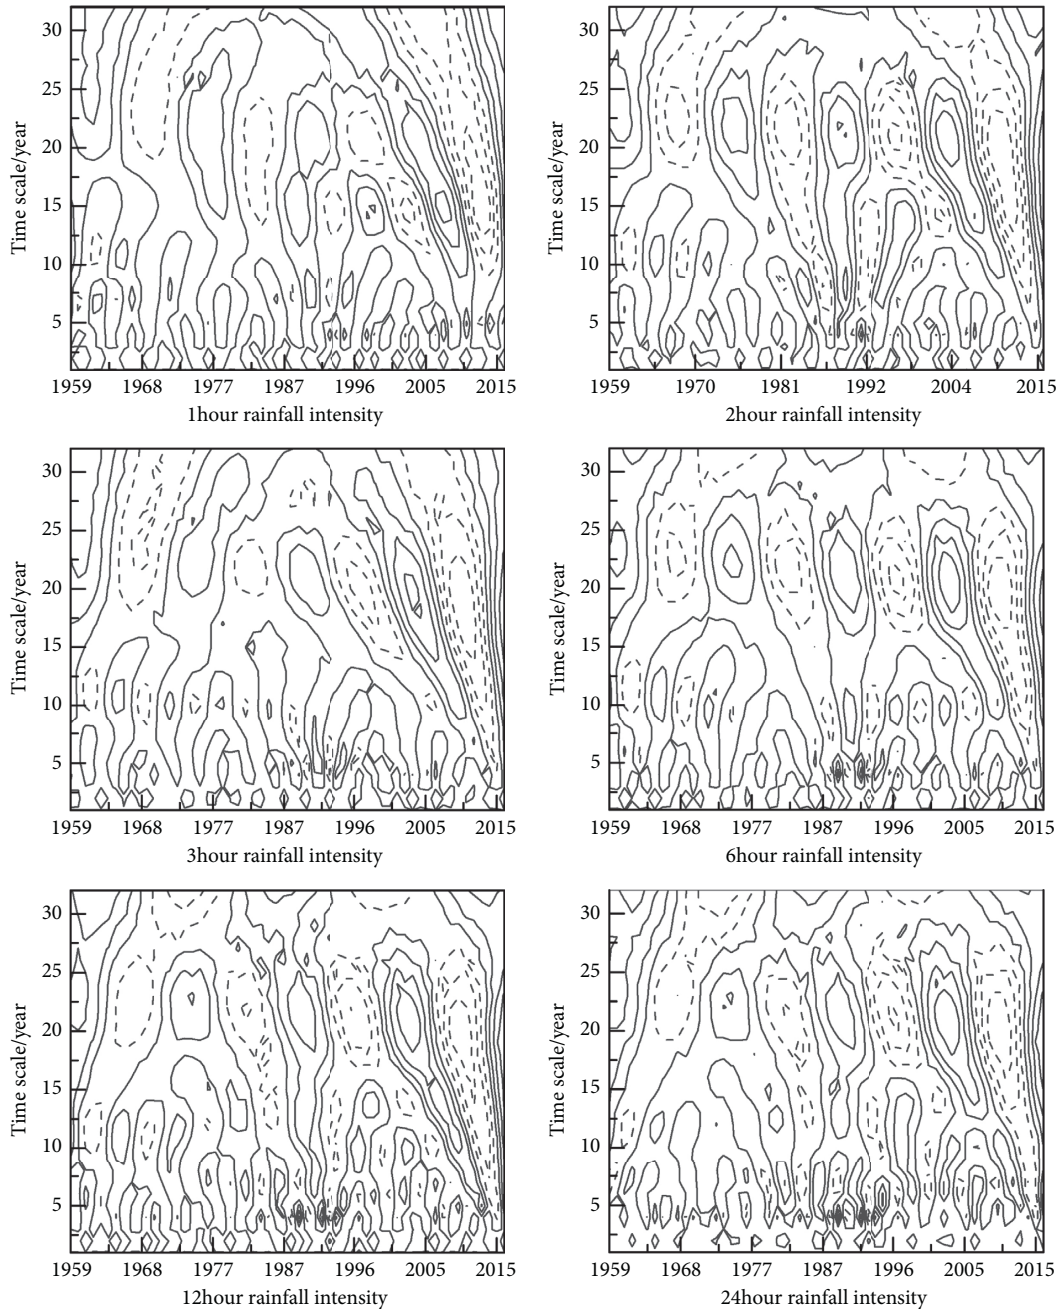 30
25
20
15
10
5
Time scale/year
1959 1968 1977 1987 1996 2005 2015
1hour rainfall intensity
30
25
20
15
10
5
Time scale/year
1959 1970 1981 1992 2004 2015
2hour rainfall intensity
30
25
20
15
10
5
Time scale/year
1959 1968 1977 1987 1996 2005 2015
3hour rainfall intensity
30
25
20
15
10
5
Time scale/year
1959 1968 1977 1987 1996 2005 2015
6hour rainfall intensity
30
25
20
15
10
5
Time scale/year
1959 1968 1977 1987 1996 2005 2015
12hour rainfall intensity
30
25
20
15
10
5
Time scale/year
1959 1968 1977 1987 1996 2005 2015
24hour rainfall intensity